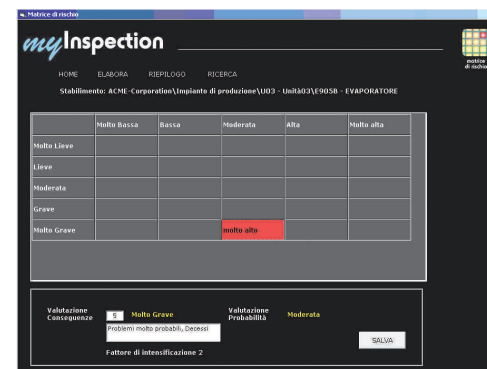 Matrice di rischio
myInspection
matrice
di rischio
HOME ELABORA RIEPILOGO RICERCA
Stabilimento: ACME-Corporation\Impianto di produzione\U03 - Unità03\E905B - EVAPORATORE
Molto Bassa Bassa Moderata Alta Molto alta
Molto Lieve
Lieve
Moderata
Grave
Molto Grave molto alto
Valutazione
Conseguenze
5 Molto Grave
Valutazione
Probabilità
Moderata
Problemi molto probabili, Decessi
SALVA
Fattore di intensificazione 2